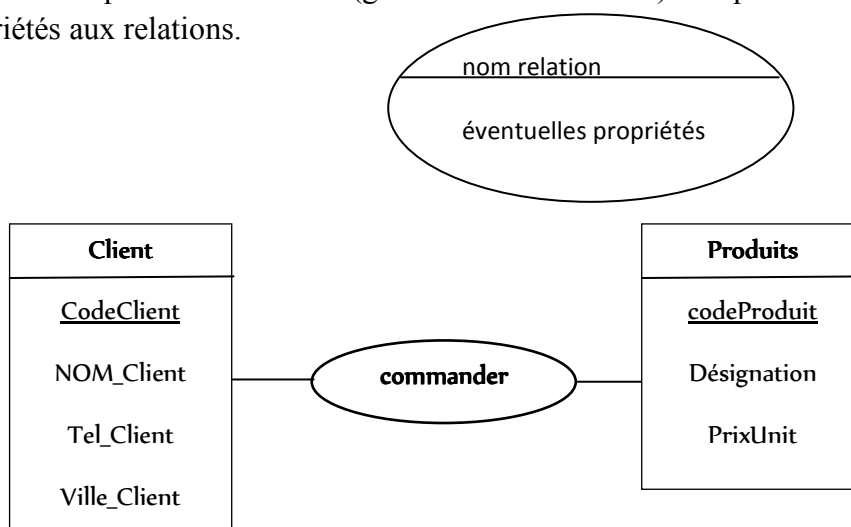 riétés aux relations.
nom relation
éventuelles propriétés
Client
CodeClient
NOM_Client
Tel_Client
Ville_Client
commander
Produits
codeProduit
Désignation
PrixUnit